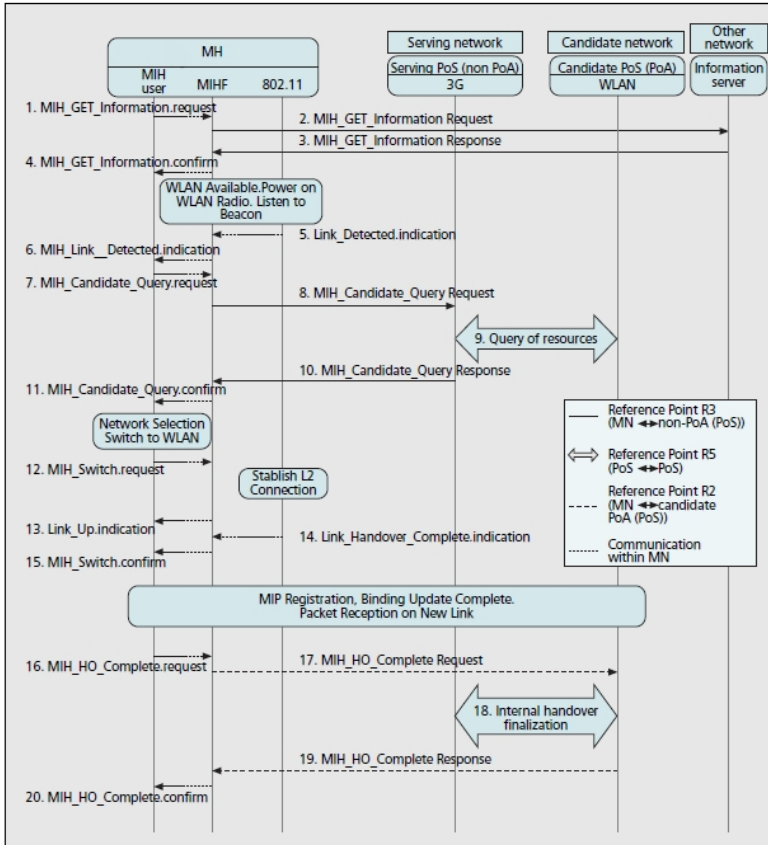 MH
Serving network
Candidate network
Other
network
MIH
user
MIHF
802.11
Serving PoS (non PoA)
3G
Candidate PoS (PoA)
WLAN
Information
server
1. MIH_GET_Information.request
2. MIH_GET_Information Request
3. MIH_GET_Information Response
4. MIH_GET_Information.confirm
WLAN Available.Power on
WLAN Radio. Listen to
Beacon
5. Link_Detected.indication
6. MIH_Link__Detected.indication
7. MIH_Candidate_Query.request
8. MIH_Candidate_Query Request
9. Query of resources
10. MIH_Candidate_Query Response
11. MIH_Candidate_Query.confirm
Network Selection
Switch to WLAN
12. MIH_Switch.request
Stablish L2
Connection
13. Link_Up.indication
14. Link_Handover_Complete.indication
15. MIH_Switch.confirm
Reference Point R3
(MN ◄►non-PoA (PoS))
Reference Point R5
(PoS ◄►PoS)
Reference Point R2
(MN ◄►candidate
PoA (PoS))
Communication
within MN
MIP Registration, Binding Update Complete.
Packet Reception on New Link
16. MIH_HO_Complete.request
17. MIH_HO_Complete Request
18. Internal handover
finalization
19. MIH_HO_Complete Response
20. MIH_HO_Complete.confirm